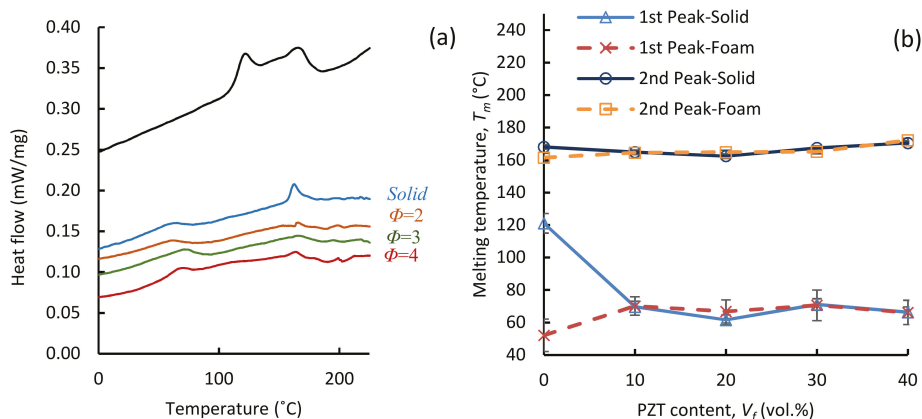 (a)
Heat flow (mW/mg)
0.40
0.35
0.30
0.25
0.20
0.15
0.10
0.05
0.00
0
100
200
Temperature (˚C)
Solid
Φ=2
Φ=3
Φ=4
(b)
1st Peak-Solid
1st Peak-Foam
2nd Peak-Solid
2nd Peak-Foam
Melting temperature, Tm (˚C)
240
220
200
180
160
140
120
100
80
60
40
0
10
20
30
40
PZT content, Vf (vol.%)